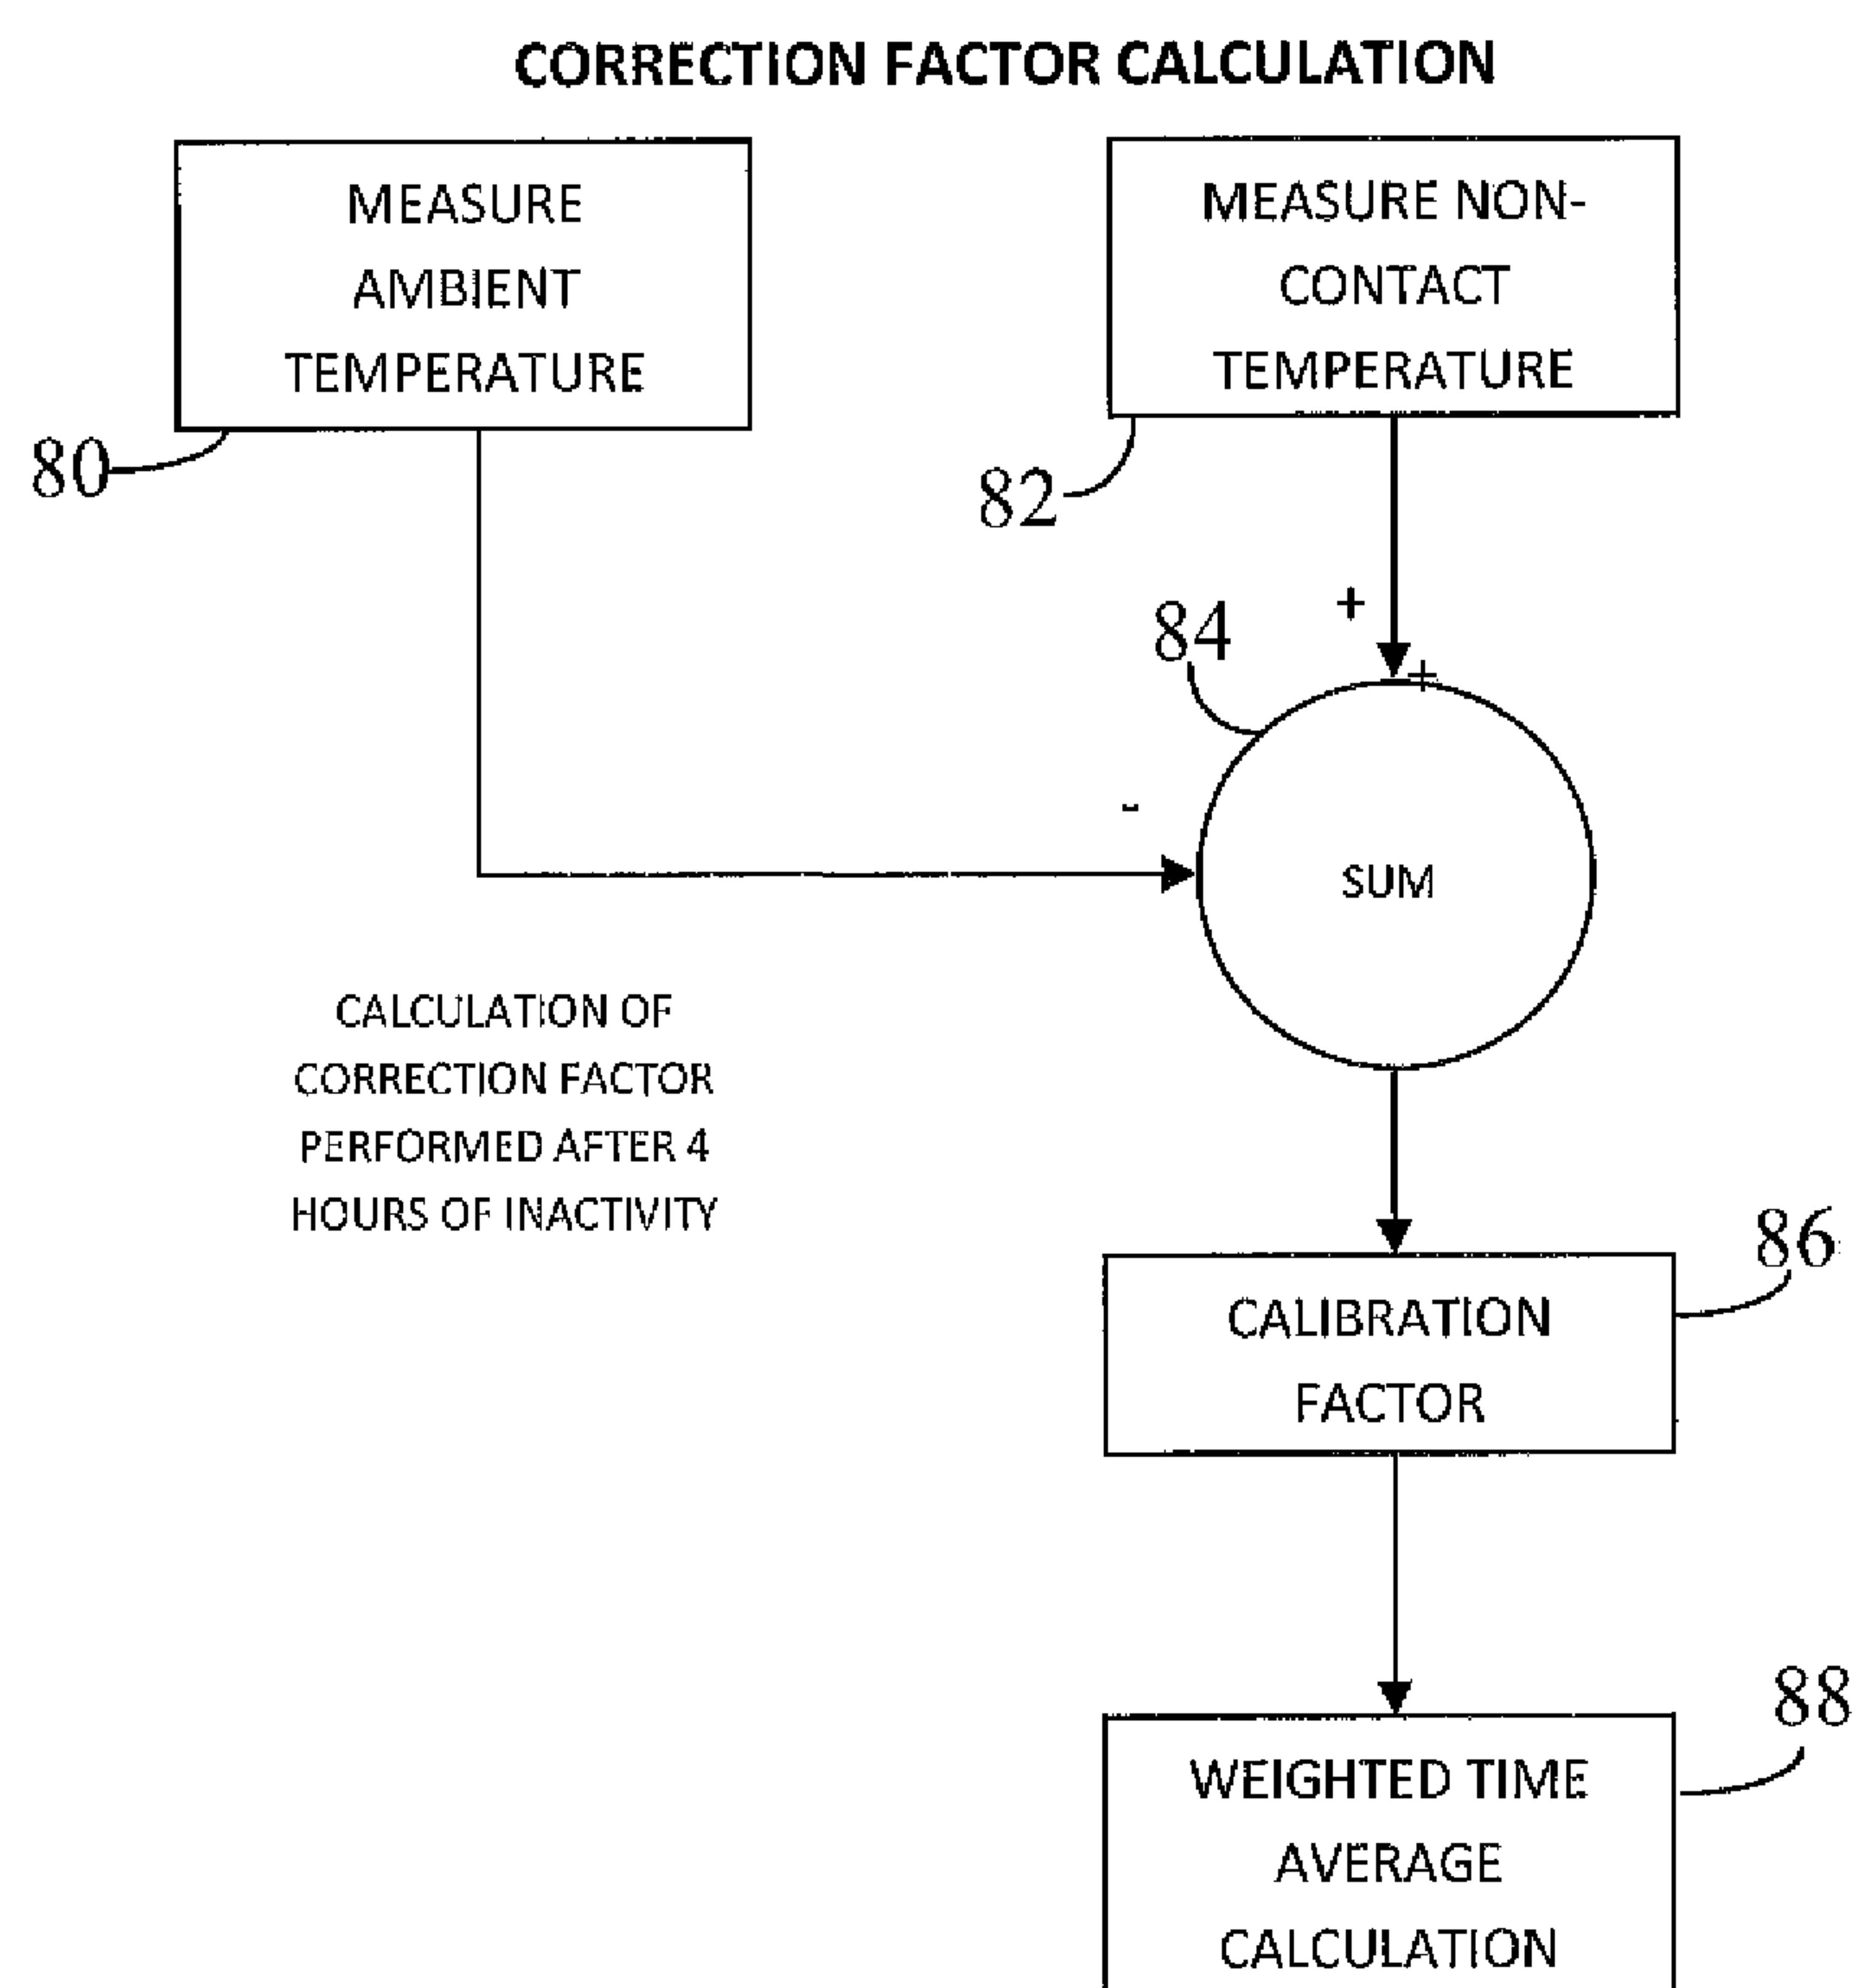 CORRECTION FACTOR CALCULATION
MEASURE
AMBIENT
TEMPERATURE
80
MEASURE NON-
CONTACT
TEMPERATURE
82
+
84
+
-
SUM
CALCULATION OF
CORRECTION FACTOR
PERFORMED AFTER 4
HOURS OF INACTIVITY
86
CALIBRATION
FACTOR
88
WEIGHTED TIME
AVERAGE
CALCULATION